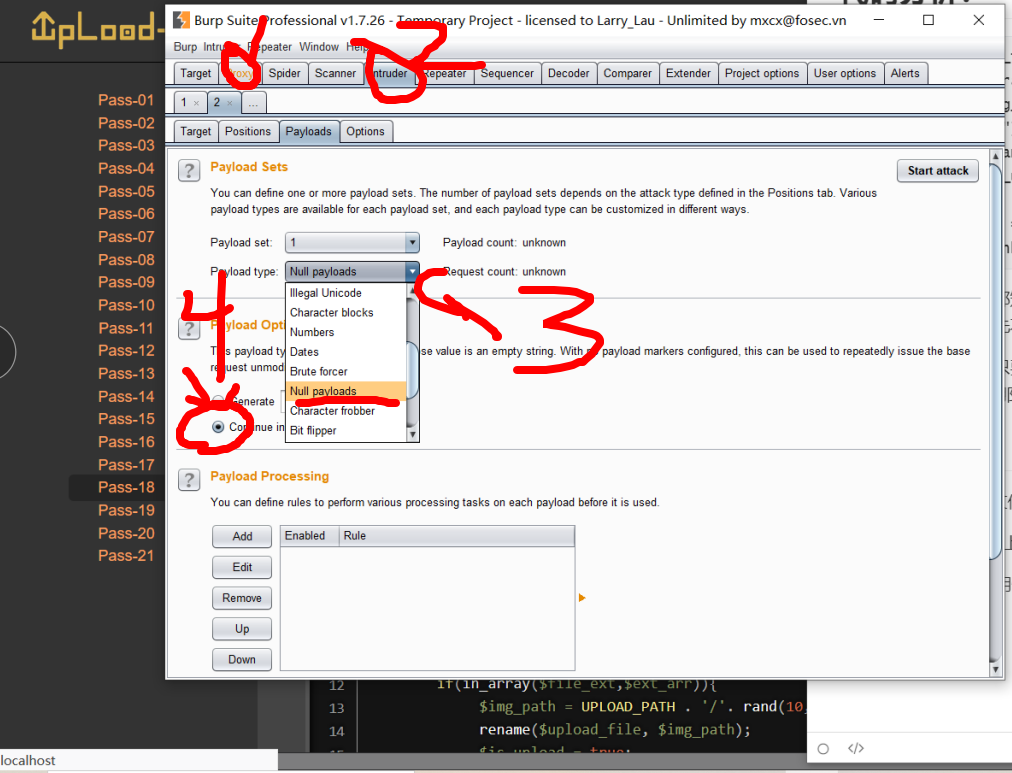 UpLoad-
Pass-01
Pass-02
Pass-03
Pass-04
Pass-05
Pass-06
Pass-07
Pass-08
Pass-09
Pass-10
Pass-11
Pass-12
Pass-13
Pass-14
Pass-15
Pass-16
Pass-17
Pass-18
Pass-19
Pass-20
Pass-21
Burp Suite Professional v1.7.26 - Temporary Project - licensed to Larry_Lau - Unlimited by mxcx@fosec.vn
Burp Intruder Repeater Window Help
Target Proxy Spider Scanner Intruder Repeater Sequencer Decoder Comparer Extender Project options User options Alerts
1 × 2 × ...
Target Positions Payloads Options
? Payload Sets
Start attack
You can define one or more payload sets. The number of payload sets depends on the attack type defined in the Positions tab. Various
payload types are available for each payload set, and each payload type can be customized in different ways.
Payload set: 1 Payload count: unknown
Payload type: Null payloads Request count: unknown
Illegal Unicode
Character blocks
Numbers
Dates
Brute forcer
Null payloads
Character frobber
Bit flipper
2
3
4
? Payload Opti
This payload ty se value is an empty string. With no payload markers configured, this can be used to repeatedly issue the base
request unmod
Generate
Continue in
? Payload Processing
You can define rules to perform various processing tasks on each payload before it is used.
Add
Edit
Remove
Up
Down
Enabled Rule
12 if(in_array($file_ext,$ext_arr)){
13 $img_path = UPLOAD_PATH . '/'. rand(10,
14 rename($upload_file, $img_path);
15 $is_upload = true;
localhost